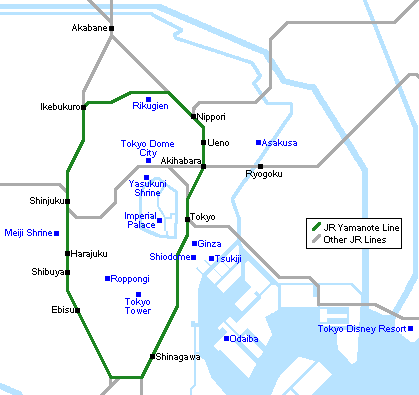 Akabane
Ikebukuro
Rikugien
Nippori
Tokyo Dome
City
Ueno
Asakusa
Akihabara
Ryogoku
Yasukuni
Shrine
Shinjuku
Imperial
Palace
Tokyo
Meiji Shrine
Harajuku
Ginza
Shiodome
Tsukiji
JR Yamanote Line
Other JR Lines
Shibuya
Roppongi
Tokyo
Tower
Ebisu
Tokyo Disney Resort
Odaiba
Shinagawa